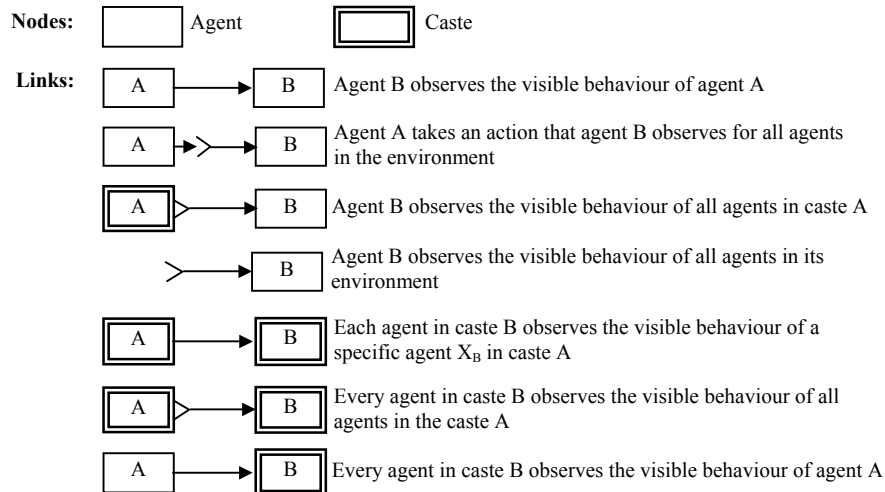 Nodes: Agent Caste
Links: A B Agent B observes the visible behaviour of agent A
A B Agent A takes an action that agent B observes for all agents
in the environment
A B Agent B observes the visible behaviour of all agents in caste A
B Agent B observes the visible behaviour of all agents in its
environment
A B Each agent in caste B observes the visible behaviour of a
specific agent X_B in caste A
A B Every agent in caste B observes the visible behaviour of all
agents in the caste A
A B Every agent in caste B observes the visible behaviour of agent A